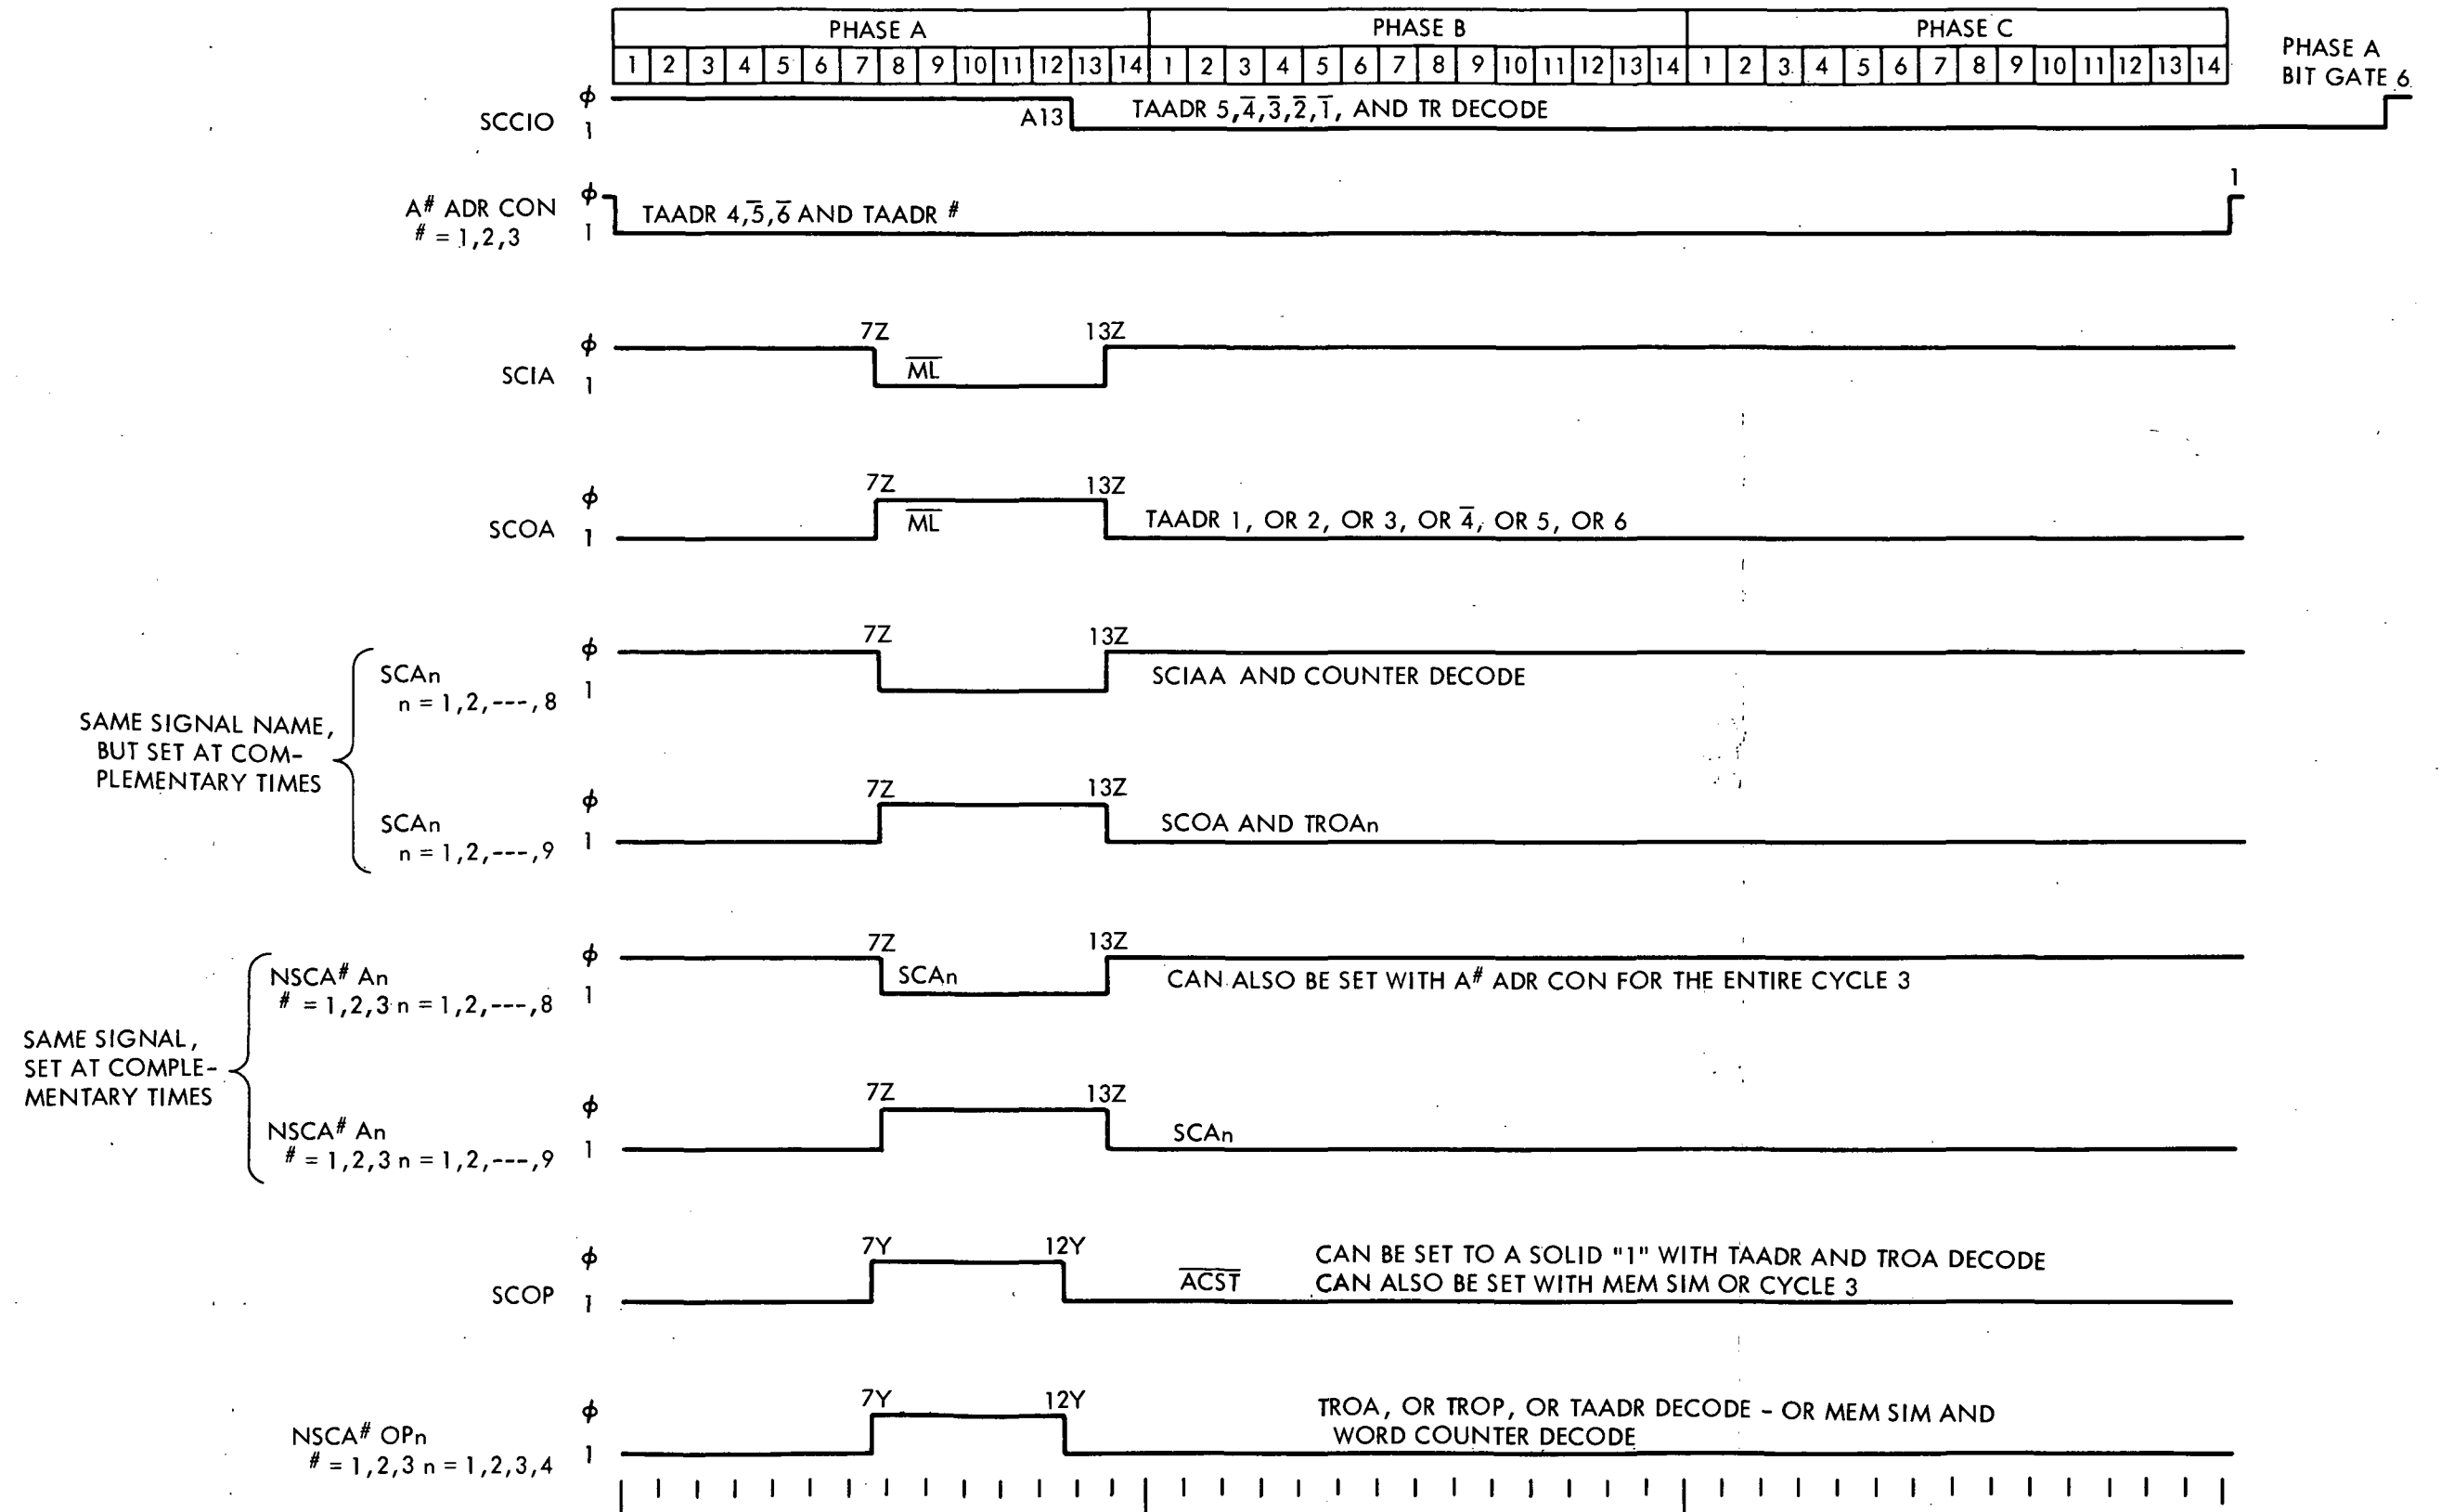 PHASE A PHASE B PHASE C
1 2 3 4 5 6 7 8 9 10 11 12 13 14 1 2 3 4 5 6 7 8 9 10 11 12 13 14 1 2 3 4 5 6 7 8 9 10 11 12 13 14
PHASE A
BIT GATE 6
SCCIO
ϕ
1
A13
TAADR 5,4̅,3̅,2̅,1̅, AND TR DECODE
A# ADR CON
# = 1,2,3
ϕ
1
TAADR 4,5̅,6̅ AND TAADR #
1
SCIA
ϕ
1
7Z
M̅L̅
13Z
SCOA
ϕ
1
7Z
M̅L̅
13Z
TAADR 1, OR 2, OR 3, OR 4̅, OR 5, OR 6
SAME SIGNAL NAME,
BUT SET AT COM-
PLEMENTARY TIMES
SCAn
n = 1,2,---,8
ϕ
1
7Z
13Z
SCIAA AND COUNTER DECODE
SCAn
n = 1,2,---,9
ϕ
1
7Z
13Z
SCOA AND TROAn
SAME SIGNAL,
SET AT COMPLE-
MENTARY TIMES
NSCA# An
# = 1,2,3 n = 1,2,---,8
ϕ
1
7Z
SCAn
13Z
CAN ALSO BE SET WITH A# ADR CON FOR THE ENTIRE CYCLE 3
NSCA# An
# = 1,2,3 n = 1,2,---,9
ϕ
1
7Z
13Z
SCAn
SCOP
ϕ
1
7Y
12Y
A̅C̅S̅T̅
CAN BE SET TO A SOLID "1" WITH TAADR AND TROA DECODE
CAN ALSO BE SET WITH MEM SIM OR CYCLE 3
NSCA# OPn
# = 1,2,3 n = 1,2,3,4
ϕ
1
7Y
12Y
TROA, OR TROP, OR TAADR DECODE - OR MEM SIM AND
WORD COUNTER DECODE